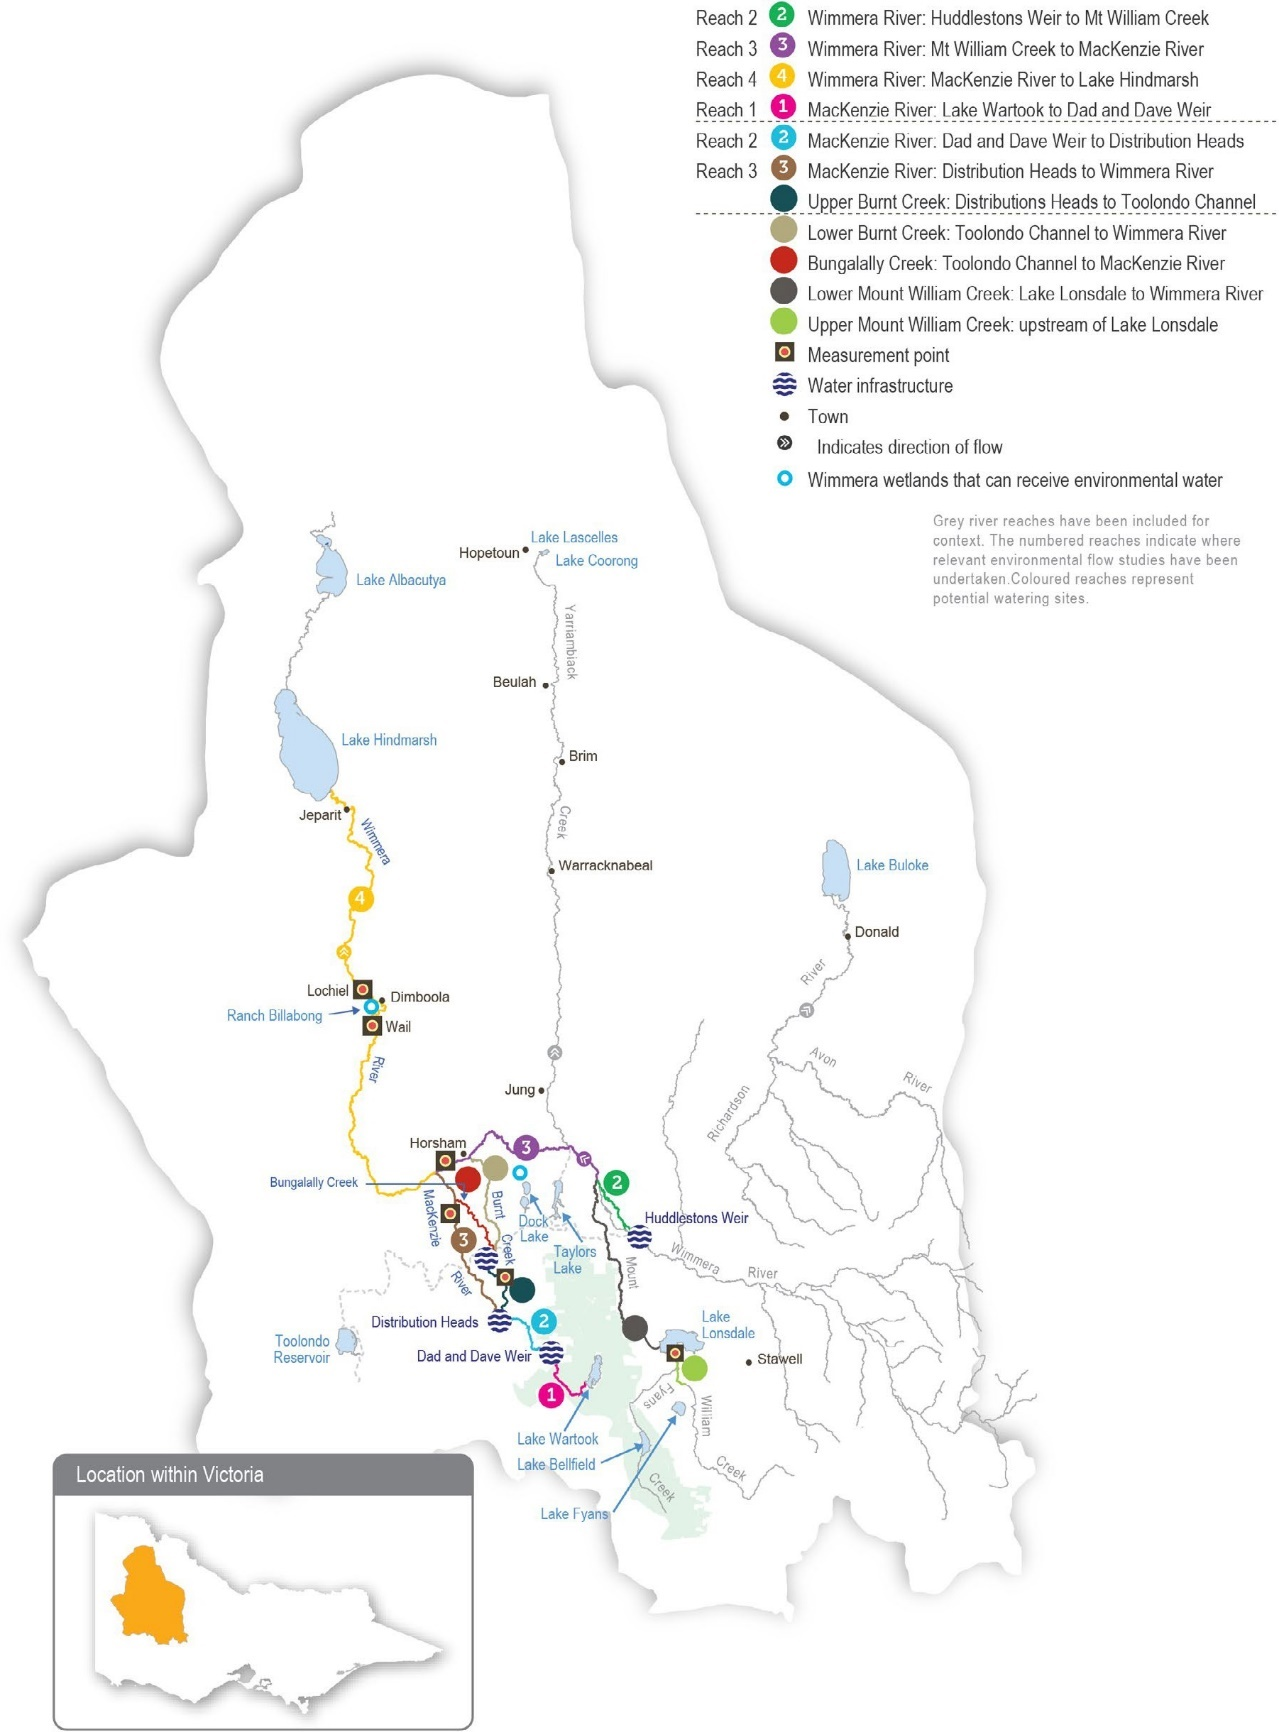 Reach 2 2 Wimmera River: Huddlestons Weir to Mt William Creek
Reach 3 3 Wimmera River: Mt William Creek to MacKenzie River
Reach 4 4 Wimmera River: MacKenzie River to Lake Hindmarsh
Reach 1 1 MacKenzie River: Lake Wartook to Dad and Dave Weir
Reach 2 2 MacKenzie River: Dad and Dave Weir to Distribution Heads
Reach 3 3 MacKenzie River: Distribution Heads to Wimmera River
Upper Burnt Creek: Distributions Heads to Toolondo Channel
Lower Burnt Creek: Toolondo Channel to Wimmera River
Bungalally Creek: Toolondo Channel to MacKenzie River
Lower Mount William Creek: Lake Lonsdale to Wimmera River
Upper Mount William Creek: upstream of Lake Lonsdale
Measurement point
Water infrastructure
Town
Indicates direction of flow
Wimmera wetlands that can receive environmental water
Grey river reaches have been included for
context. The numbered reaches indicate where
relevant environmental flow studies have been
undertaken.Coloured reaches represent
potential watering sites.
Lake Lascelles
Hopetoun
Lake Coorong
Lake Albacutya
Yarriambiack
Beulah
Lake Hindmarsh
Brim
Jeparit
Creek
Wimmera
Warracknabeal
Lake Buloke
4
Donald
River
Lochiel
Dimboola
Ranch Billabong
Wail
River
Avon
River
Jung
Richardson
Horsham
3
Bungalally Creek
2
MacKenzie
Burnt
Dock
Lake
Huddlestons Weir
3
Creek
Taylors
Lake
Mount
Wimmera
River
River
Distribution Heads
2
Lake
Lonsdale
Toolondo
Reservoir
Dad and Dave Weir
Stawell
1
Fyans
William
Lake Wartook
Lake Bellfield
Creek
Creek
Lake Fyans
Location within Victoria